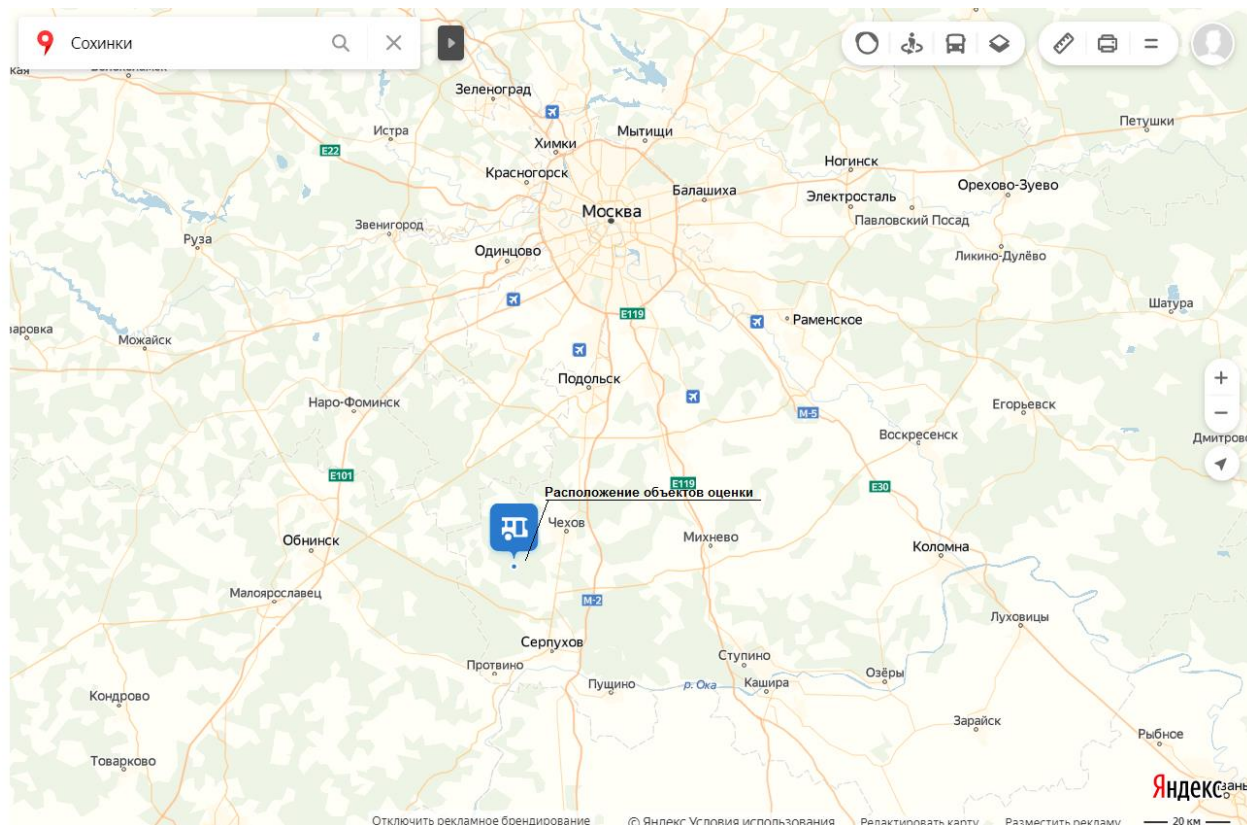 Сохинки
Зеленоград
Истра
Химки
Мытищи
Петушки
E22
Красногорск
Ногинск
Балашиха
Электросталь
Орехово-Зуево
Москва
Павловский Посад
Звенигород
Руза
Одинцово
Ликино-Дулёво
Шатура
E119
Раменское
Можайск
Подольск
Наро-Фоминск
M-5
Егорьевск
Воскресенск
Дмитров
E101
E119
E30
Расположение объектов оценки
Чехов
Обнинск
Михнево
Коломна
Малоярославец
M-2
Луховицы
Серпухов
Ступино
Протвино
Озёры
Пущино
р. Ока
Кашира
Кондрово
Зарайск
Рыбное
Товарково
Яндекс
Отключить рекламное брендирование
© Яндекс Условия использования
Редактировать карту
Разместить рекламу
20 км